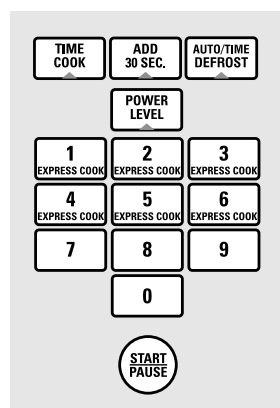 TIME ADD AUTO/TIME
COOK 30 SEC. DEFROST
POWER
LEVEL
1 2 3
EXPRESS COOK EXPRESS COOK EXPRESS COOK
4 5 6
EXPRESS COOK EXPRESS COOK EXPRESS COOK
7 8 9
0
START
PAUSE